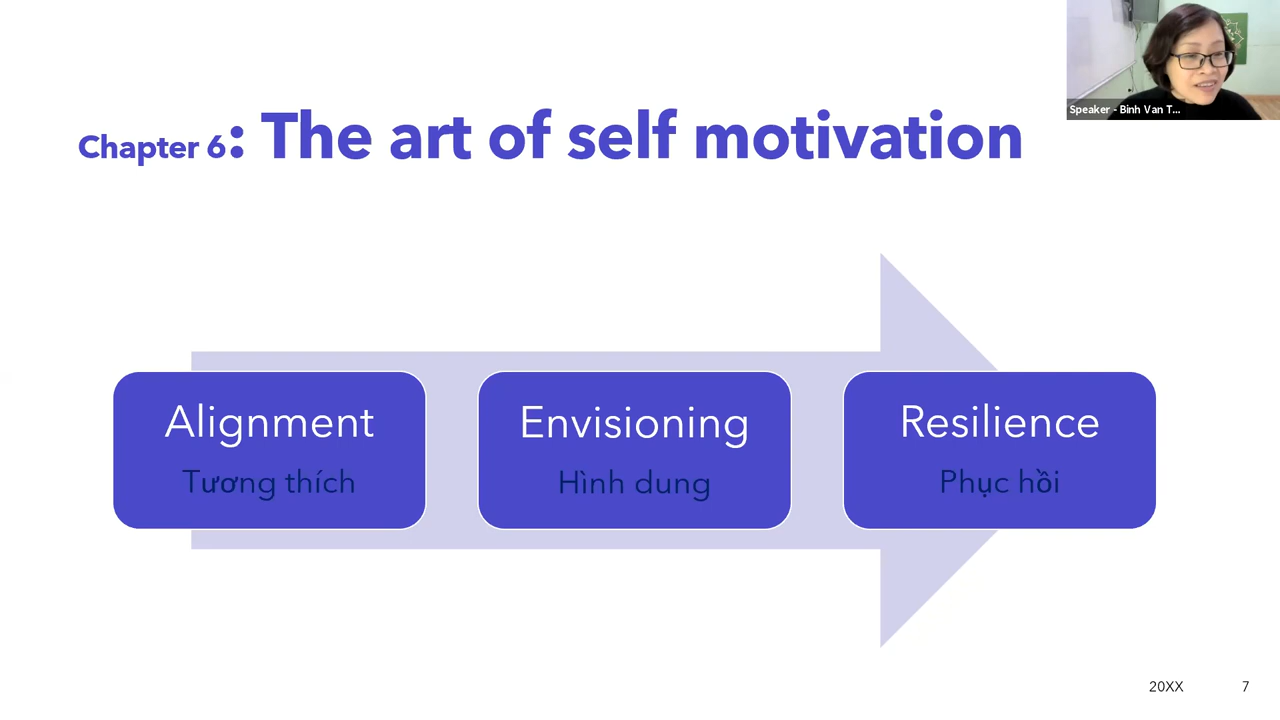 Speaker - Binh Van T...
Chapter 6: The art of self motivation
Alignment
Tương thích
Envisioning
Hình dung
Resilience
Phục hồi
20XX
7